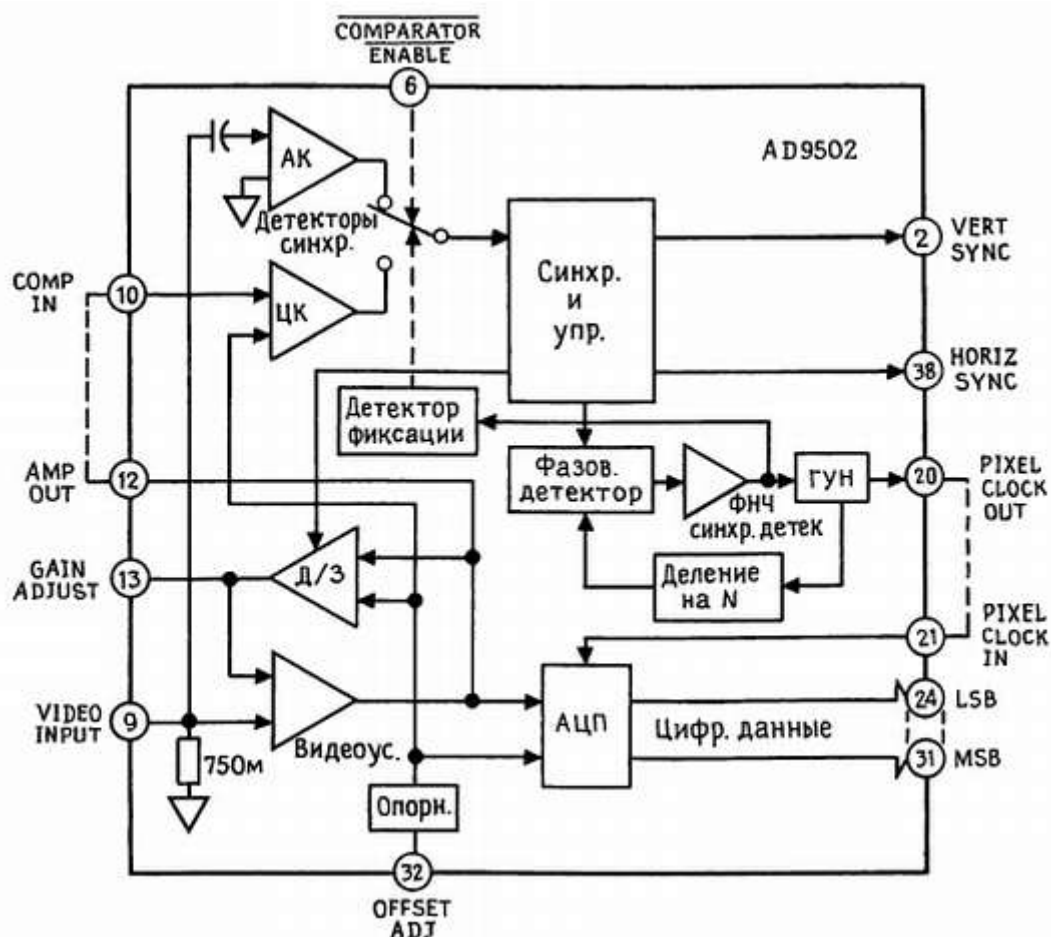 COMPARATOR
ENABLE
6
AD9502
АК
Детекторы
синхр.
2
VERT
SYNC
COMP
IN
10
ЦК
Синхр.
и
упр.
38
HORIZ
SYNC
Детектор
фиксации
AMP
OUT
12
Фазов.
детектор
ФНЧ
синхр. детек
ГУН
20
PIXEL
CLOCK
OUT
GAIN
ADJUST
13
Д/З
Деление
на N
21
PIXEL
CLOCK
IN
VIDEO
INPUT
9
Видеоус.
АЦП
Цифр. данные
24
LSB
31
MSB
75Ом
Опорн.
32
OFFSET
ADJ